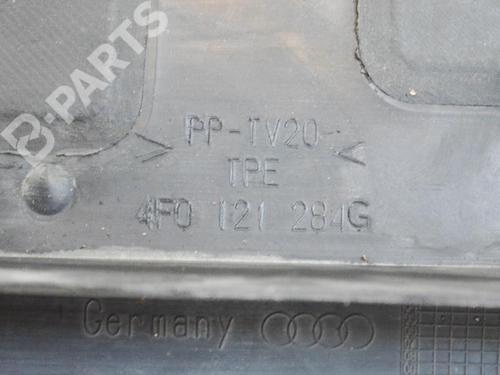 B-PARTS
> PP-TV20 <
TPE
4F0 121 284G
Germany